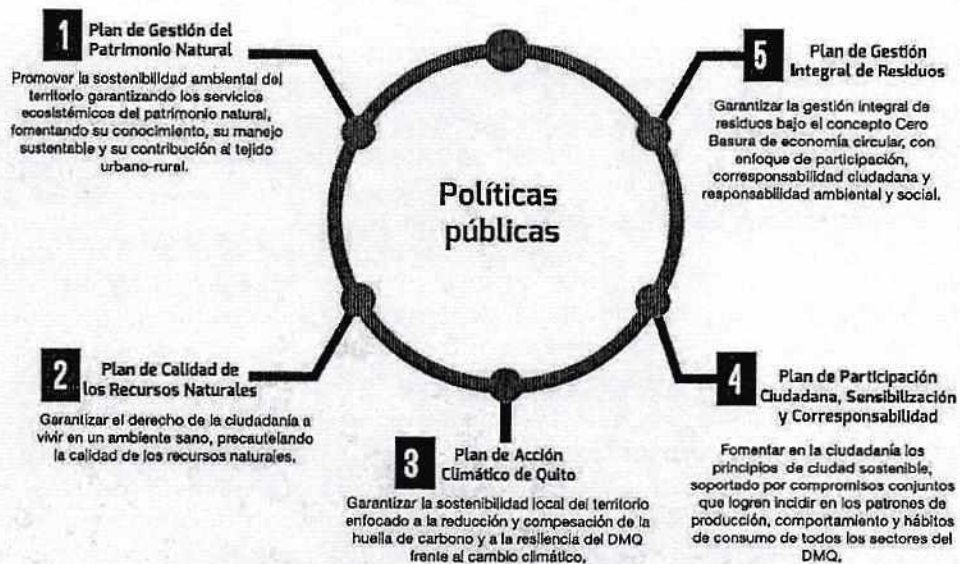 Políticas
públicas
1
Plan de Gestión del
Patrimonio Natural
Promover la sostenibilidad ambiental del
territorio garantizando los servicios
ecosistémicos del patrimonio natural,
fomentando su conocimiento, su manejo
sustentable y su contribución al tejido
urbano-rural.
2
Plan de Calidad de
los Recursos Naturales
Garantizar el derecho de la ciudadanía a
vivir en un ambiente sano, precautelando
la calidad de los recursos naturales.
3
Plan de Acción
Climático de Quito
Garantizar la sostenibilidad local del territorio
enfocado a la reducción y compesación de la
huella de carbono y a la resiliencia del DMQ
frente al cambio climático.
4
Plan de Participación
Ciudadana, Sensibilización
y Corresponsabilidad
Fomentar en la ciudadanía los
principios de ciudad sostenible,
soportado por compromisos conjuntos
que logren incidir en los patrones de
producción, comportamiento y hábitos
de consumo de todos los sectores del
DMQ.
5
Plan de Gestión
Integral de Residuos
Garantizar la gestión integral de
residuos bajo el concepto Cero
Basura de economía circular, con
enfoque de participación,
corresponsabilidad ciudadana y
responsabilidad ambiental y social.